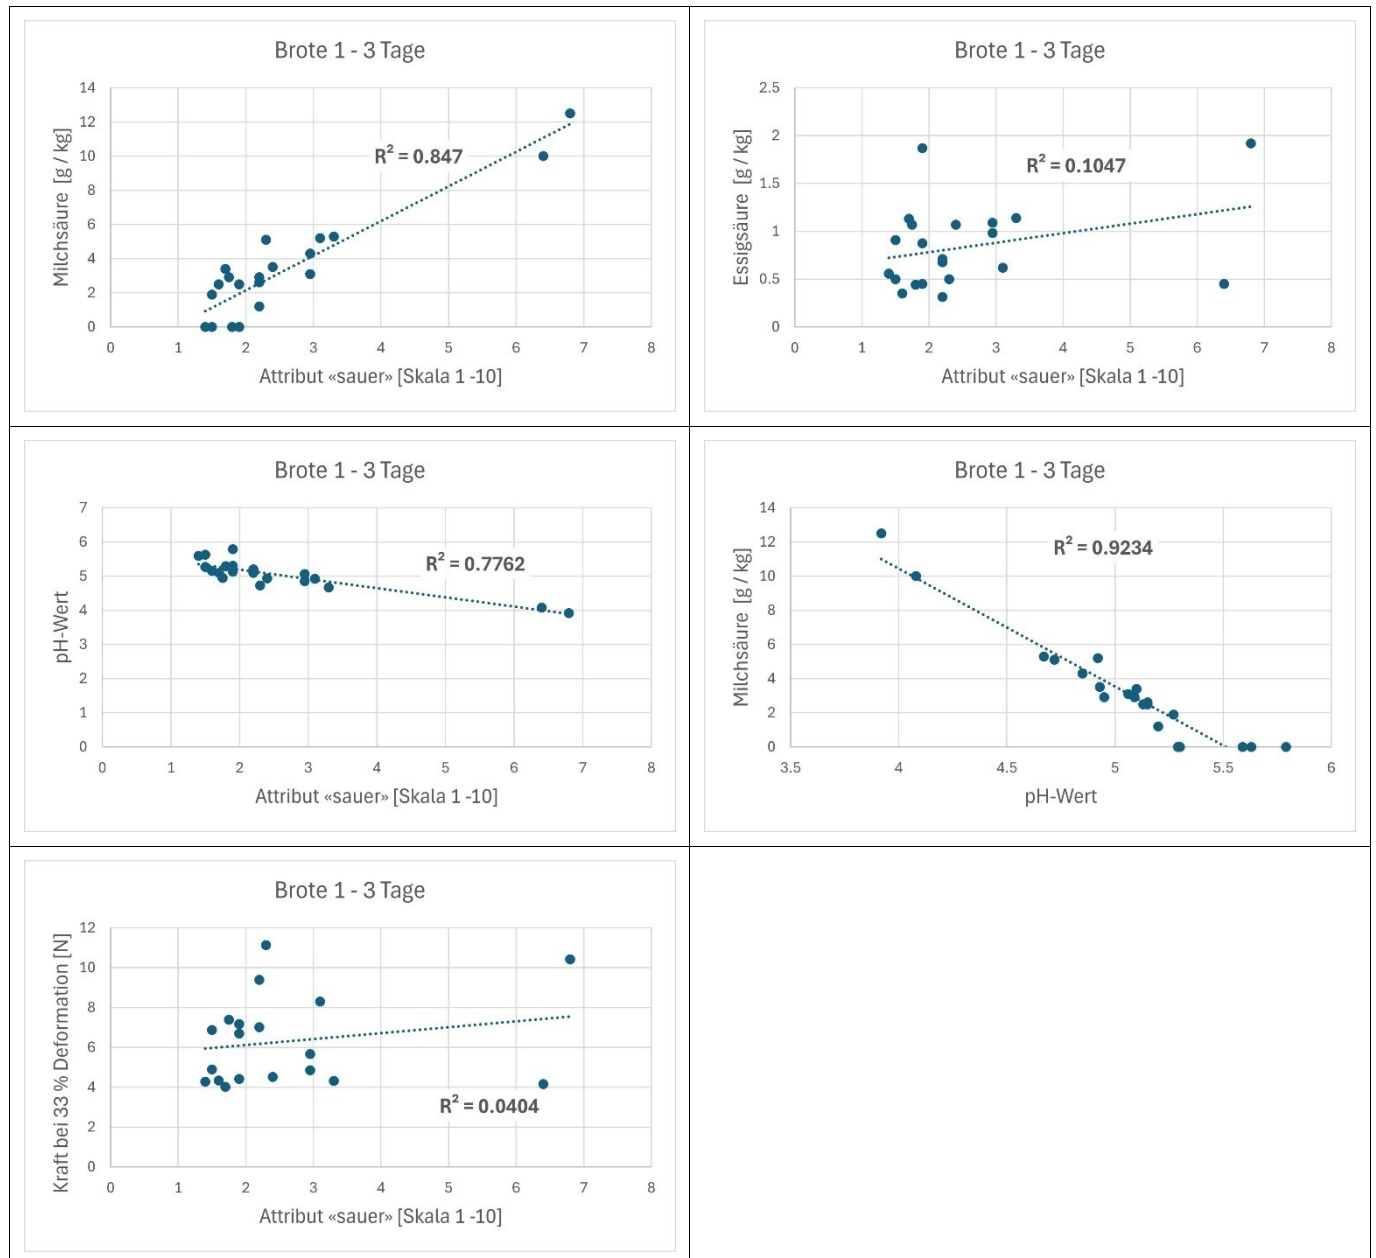 Brote 1 - 3 Tage
Milchsäure [g / kg]
14
12
10
8
6
4
2
0
R² = 0.847
0 1 2 3 4 5 6 7 8
Attribut «sauer» [Skala 1 -10]
Brote 1 - 3 Tage
Essigsäure [g / kg]
2.5
2
1.5
1
0.5
0
R² = 0.1047
0 1 2 3 4 5 6 7 8
Attribut «sauer» [Skala 1 -10]
Brote 1 - 3 Tage
pH-Wert
7
6
5
4
3
2
1
0
R² = 0.7762
0 1 2 3 4 5 6 7 8
Attribut «sauer» [Skala 1 -10]
Brote 1 - 3 Tage
Milchsäure [g / kg]
14
12
10
8
6
4
2
0
R² = 0.9234
3.5 4 4.5 5 5.5 6
pH-Wert
Brote 1 - 3 Tage
Kraft bei 33 % Deformation [N]
12
10
8
6
4
2
0
R² = 0.0404
0 1 2 3 4 5 6 7 8
Attribut «sauer» [Skala 1 -10]